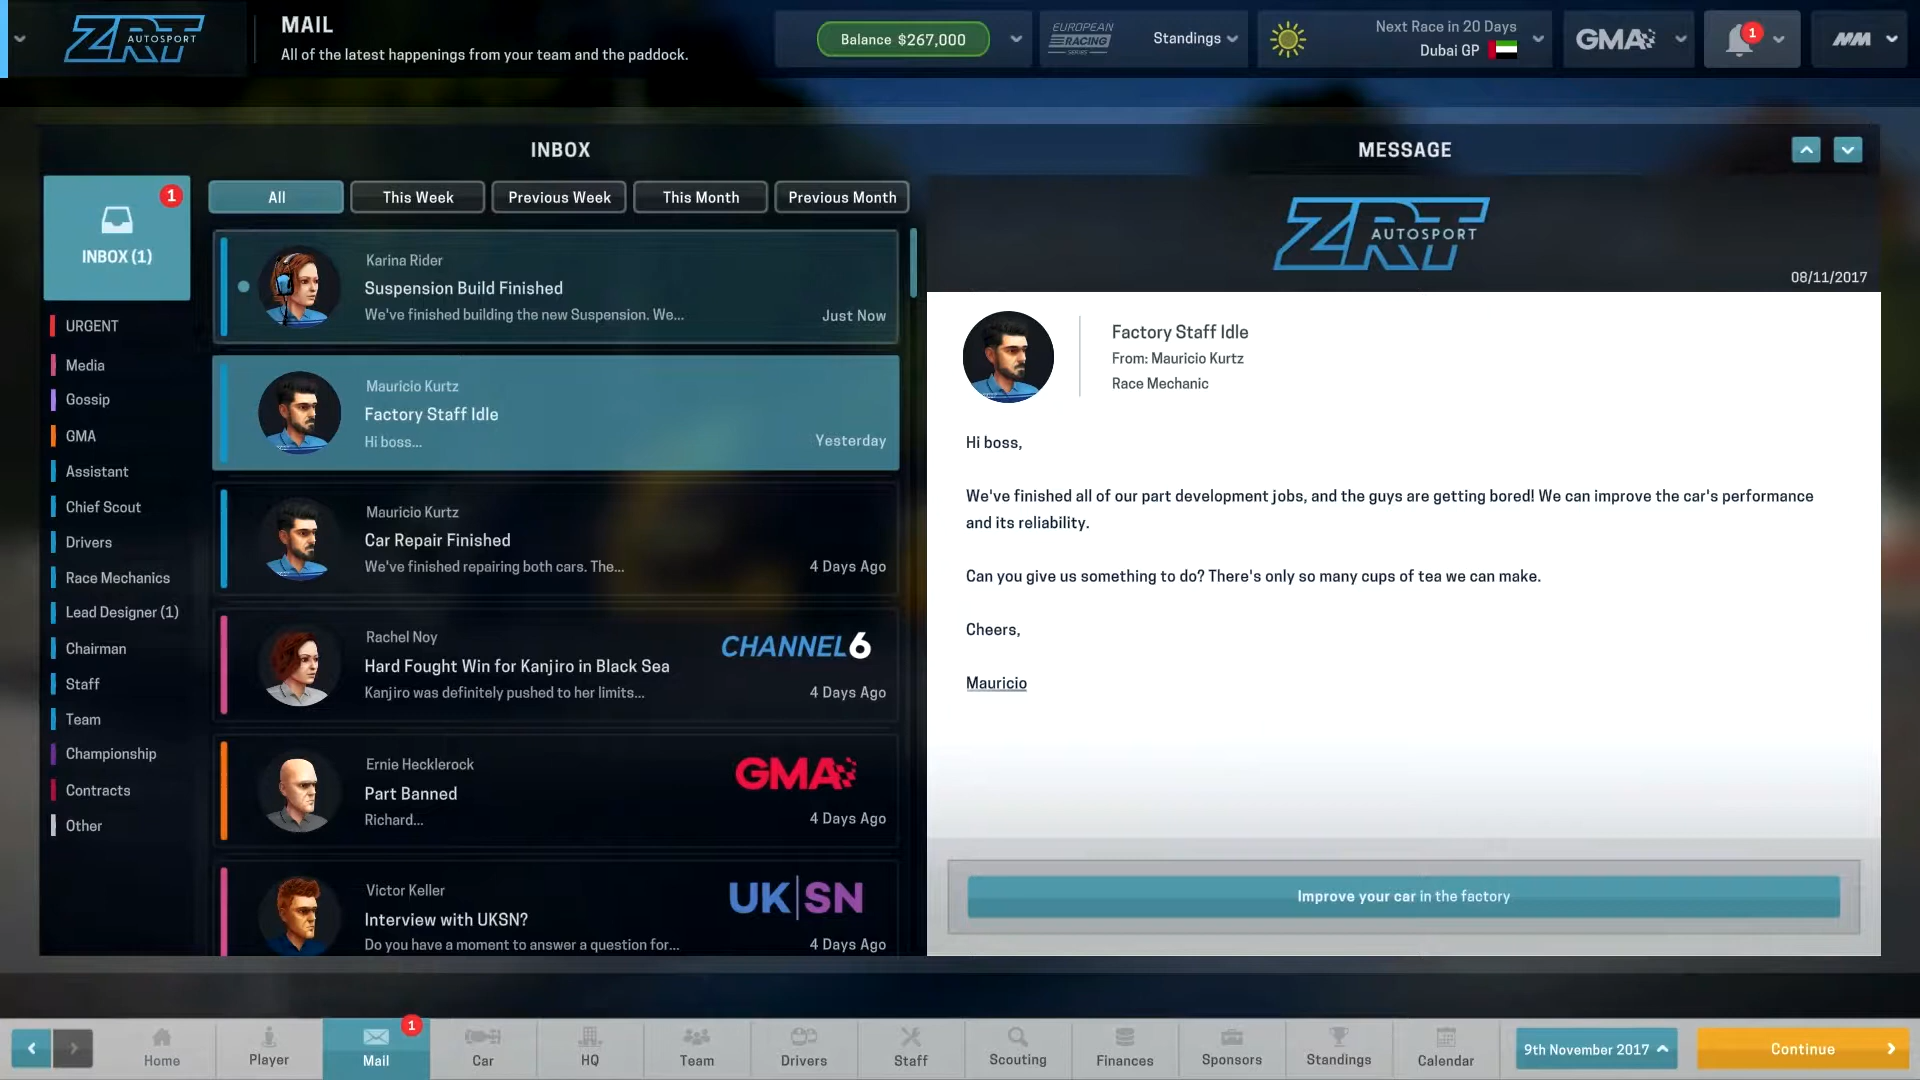 ZRT AUTOSPORT
MAIL
All of the latest happenings from your team and the paddock.
Balance $267,000
EUROPEAN
RACING
SERIES
Standings
Next Race in 20 Days
Dubai GP
GMA
1
MM
INBOX
MESSAGE
1
INBOX (1)
All
This Week
Previous Week
This Month
Previous Month
URGENT
Media
Gossip
GMA
Assistant
Chief Scout
Drivers
Race Mechanics
Lead Designer (1)
Chairman
Staff
Team
Championship
Contracts
Other
Karina Rider
Suspension Build Finished
We've finished building the new Suspension. We...
Just Now
Mauricio Kurtz
Factory Staff Idle
Hi boss...
Yesterday
Mauricio Kurtz
Car Repair Finished
We've finished repairing both cars. The...
4 Days Ago
Rachel Noy
CHANNEL6
Hard Fought Win for Kanjiro in Black Sea
Kanjiro was definitely pushed to her limits...
4 Days Ago
Ernie Hecklerock
GMA
Part Banned
Richard...
4 Days Ago
Victor Keller
UK|SN
Interview with UKSN?
Do you have a moment to answer a question for...
4 Days Ago
ZRT AUTOSPORT
08/11/2017
Factory Staff Idle
From: Mauricio Kurtz
Race Mechanic
Hi boss,
We've finished all of our part development jobs, and the guys are getting bored! We can improve the car's performance
and its reliability.
Can you give us something to do? There's only so many cups of tea we can make.
Cheers,
Mauricio
Improve your car in the factory
Home
Player
Mail
1
Car
HQ
Team
Drivers
Staff
Scouting
Finances
Sponsors
Standings
Calendar
9th November 2017
Continue